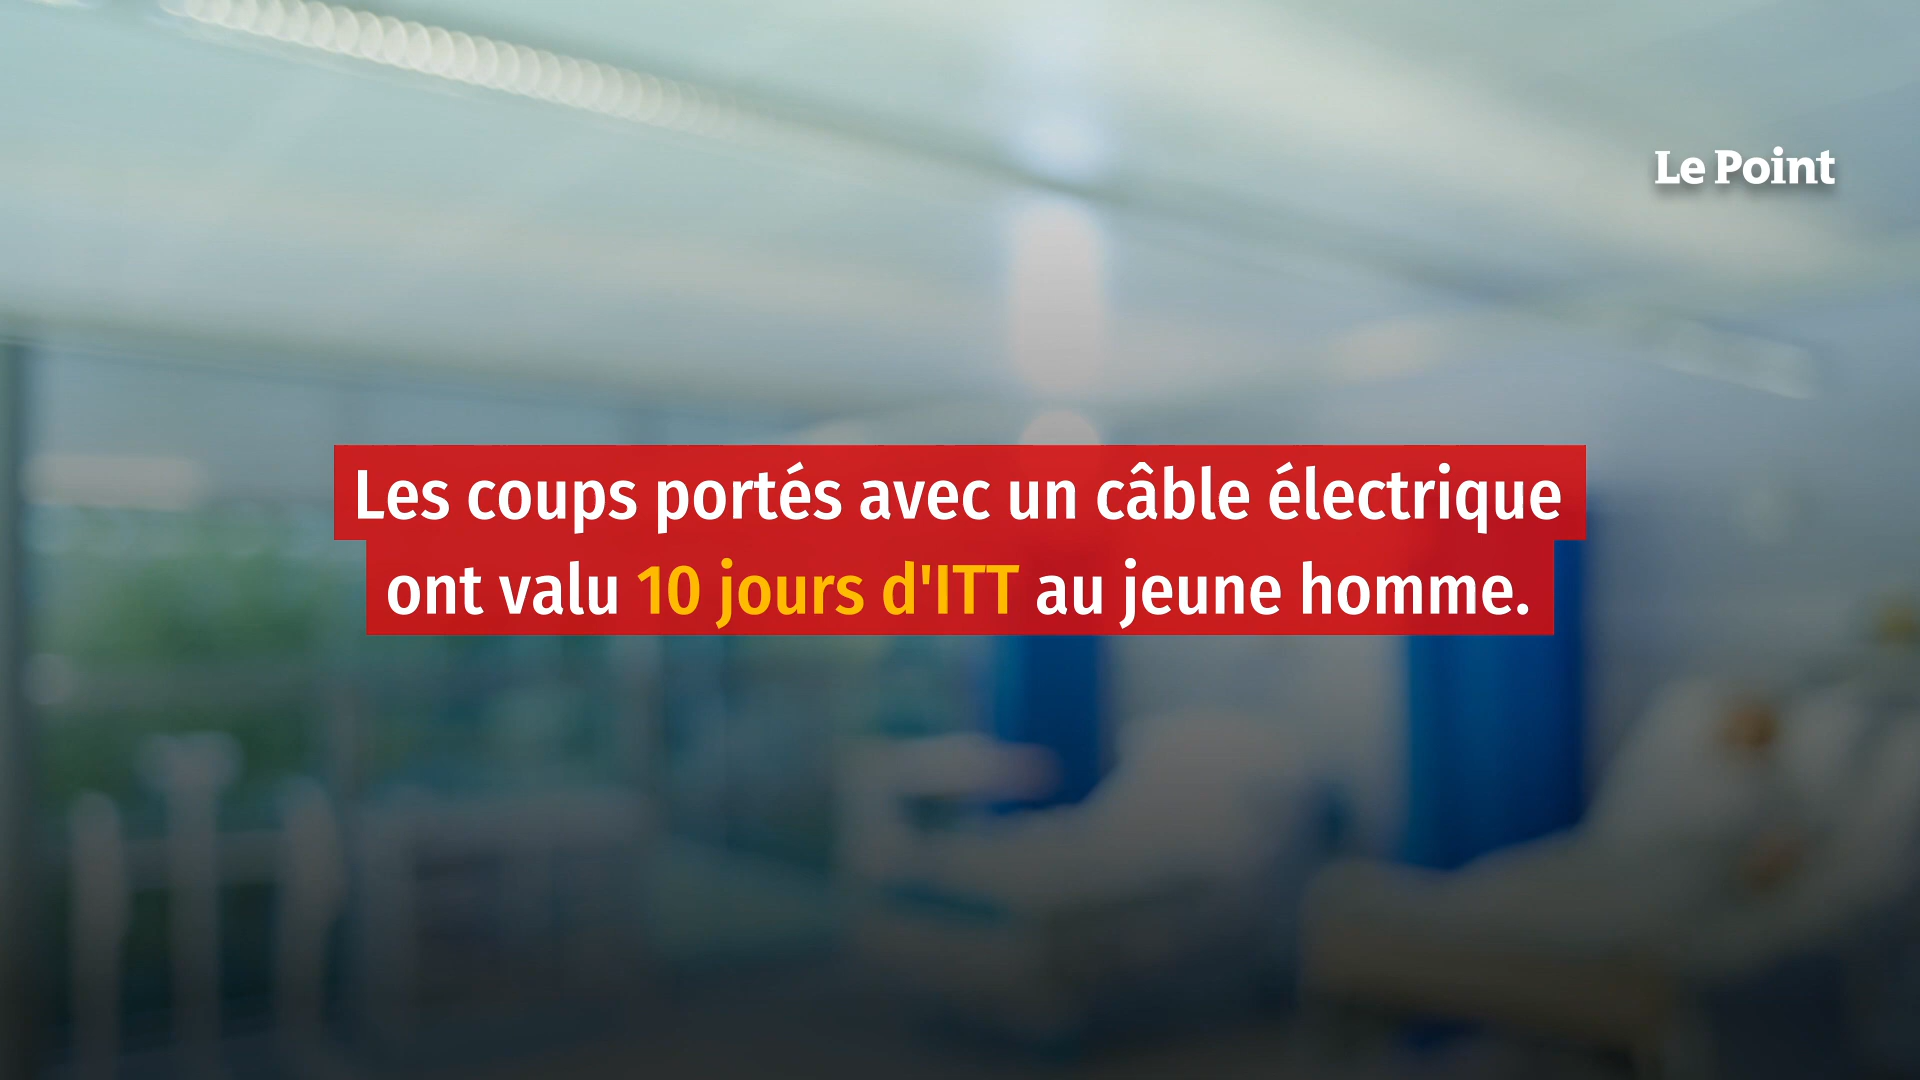 Le Point
Les coups portés avec un câble électrique
ont valu 10 jours d'ITT au jeune homme.